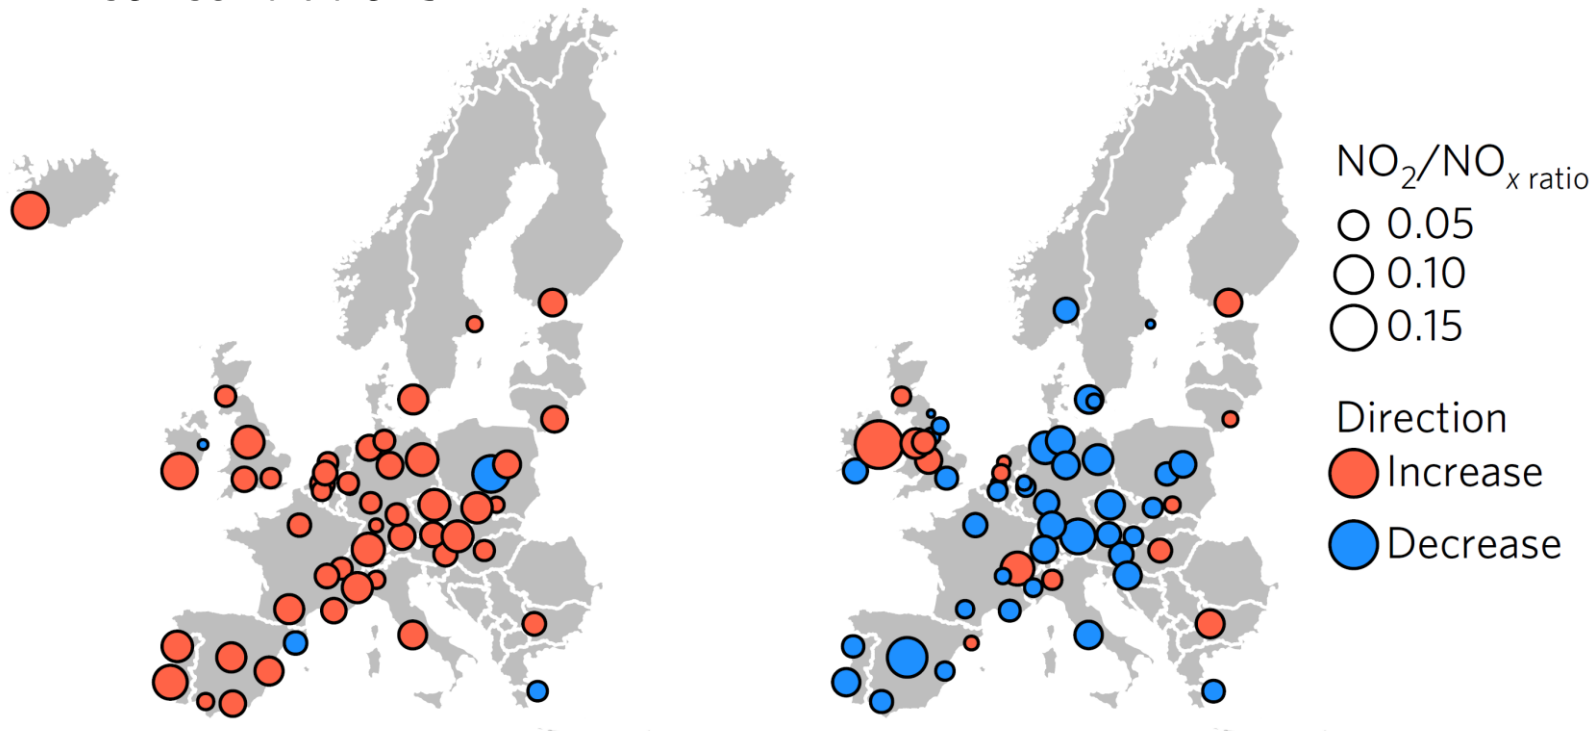 NO₂/NOₓ ratio
0.05
0.10
0.15
Direction
Increase
Decrease